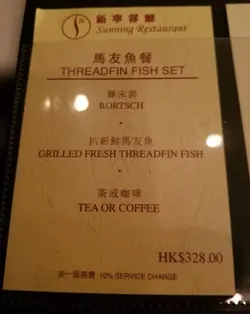 新寧餐廳
Sunning Restaurant
馬友魚餐
THREADFIN FISH SET
羅宋湯
BORTSCH
•
扒新鮮馬友魚
GRILLED FRESH THREADFIN FISH
•
茶或咖啡
TEA OR COFFEE
HK$328.00
加一服務費 10% SERVICE CHARGE